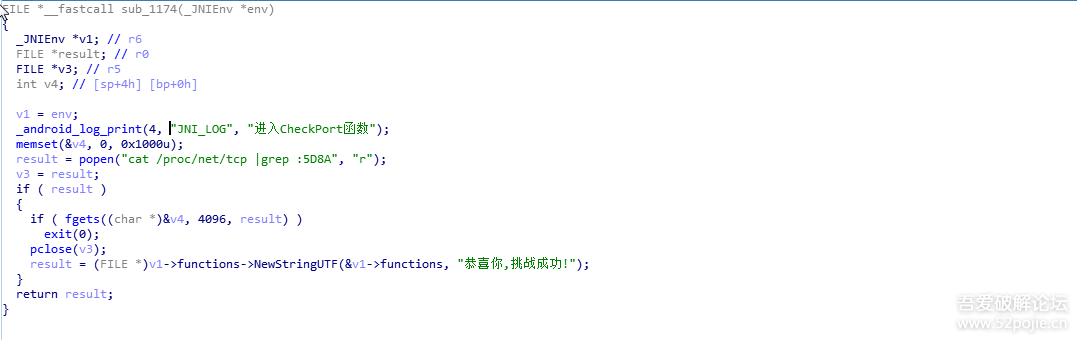 FILE *__fastcall sub_1174(_JNIEnv *env)
{
_JNIEnv *v1; // r6
FILE *result; // r0
FILE *v3; // r5
int v4; // [sp+4h] [bp+0h]
v1 = env;
_android_log_print(4, "JNI_LOG", "进入CheckPort函数");
memset(&v4, 0, 0x1000u);
result = popen("cat /proc/net/tcp |grep :5D8A", "r");
v3 = result;
if ( result )
{
if ( fgets((char *)&v4, 4096, result) )
exit(0);
pclose(v3);
result = (FILE *)v1->functions->NewStringUTF(&v1->functions, "恭喜你,挑战成功!");
}
return result;
}
吾爱破解论坛
www.52pojie.cn